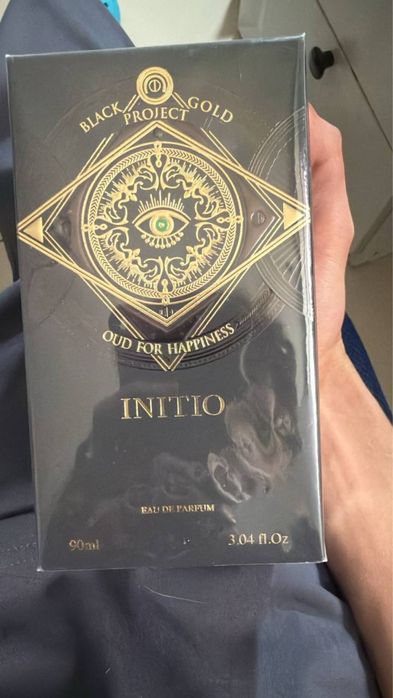 BLACK GOLD
PROJECT
OUD FOR HAPPINESS
INITIO
EAU DE PARFUM
90ml 3.04 fl.Oz